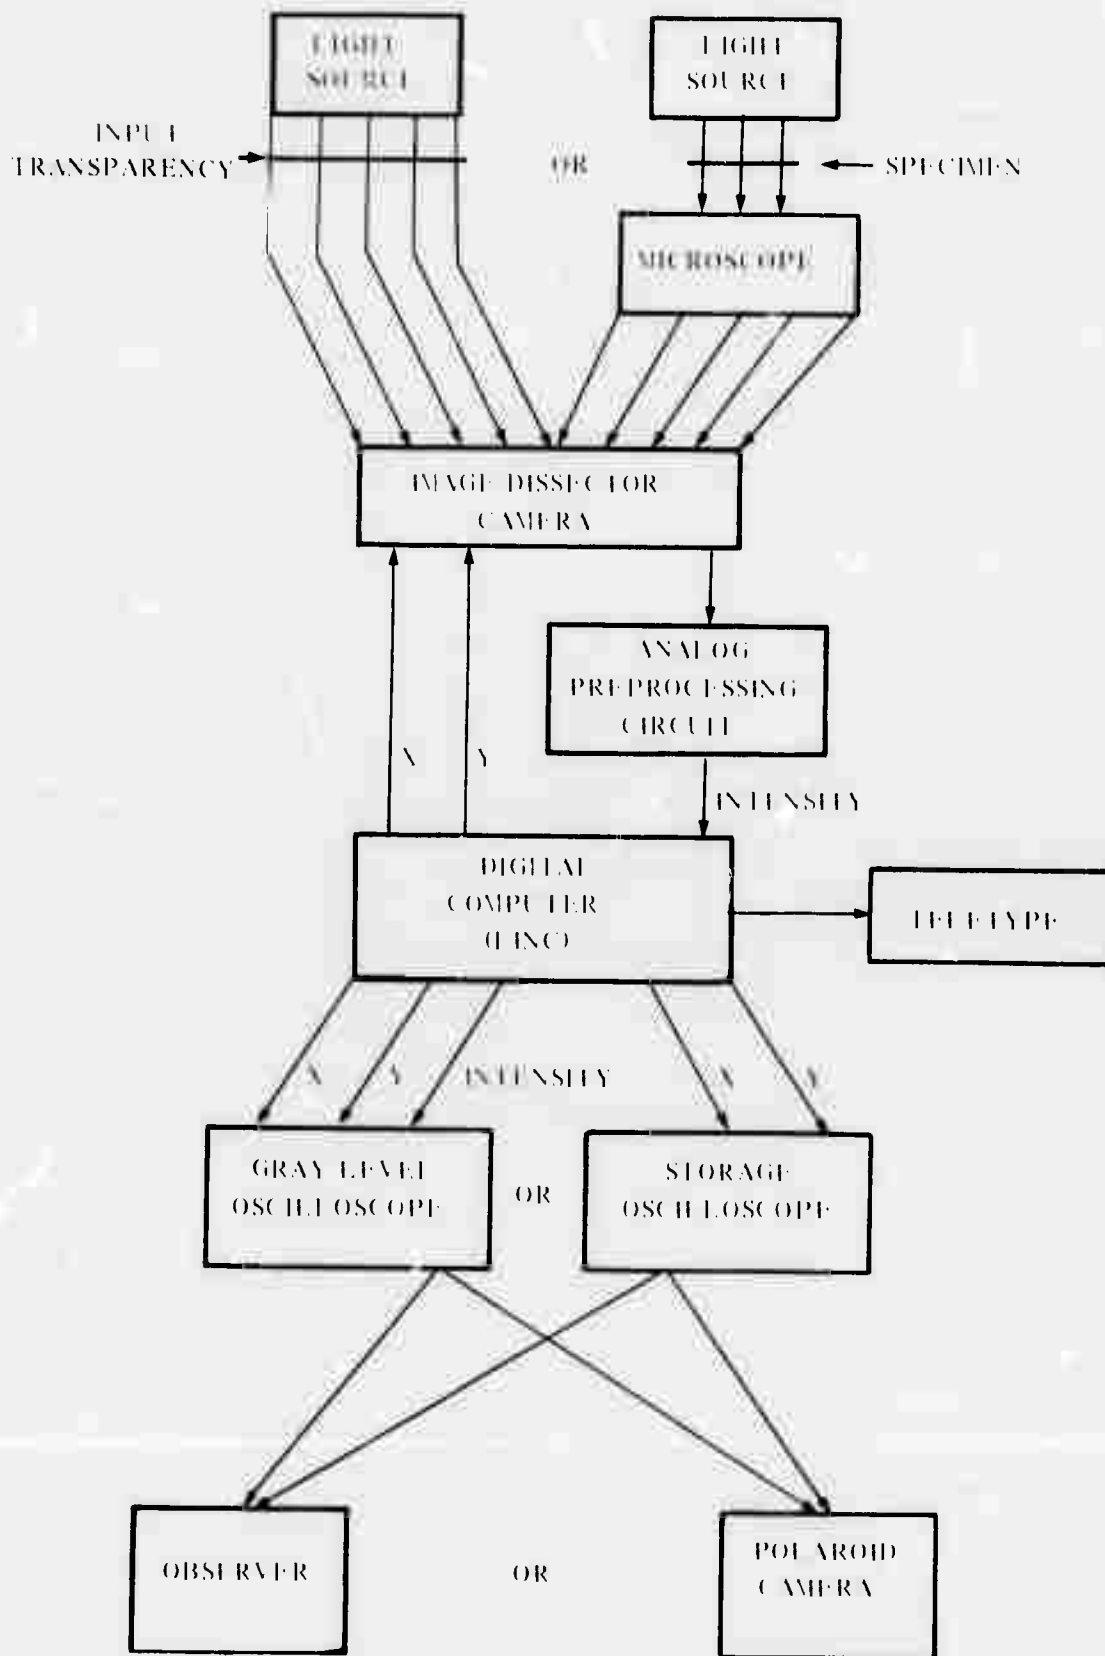 LIGHT
SOURCE
LIGHT
SOURCE
INPUT
TRANSPARENCY
OR
SPECIMEN
MICROSCOPE
IMAGE DISSECTOR
CAMERA
ANALOG
PREPROCESSING
CIRCUIT
X
Y
INTENSITY
DIGITAL
COMPUTER
(LINC)
TELETYPE
X
Y
INTENSITY
X
Y
GRAY LEVEL
OSCILLOSCOPE
OR
STORAGE
OSCILLOSCOPE
OBSERVER
OR
POLAROID
CAMERA